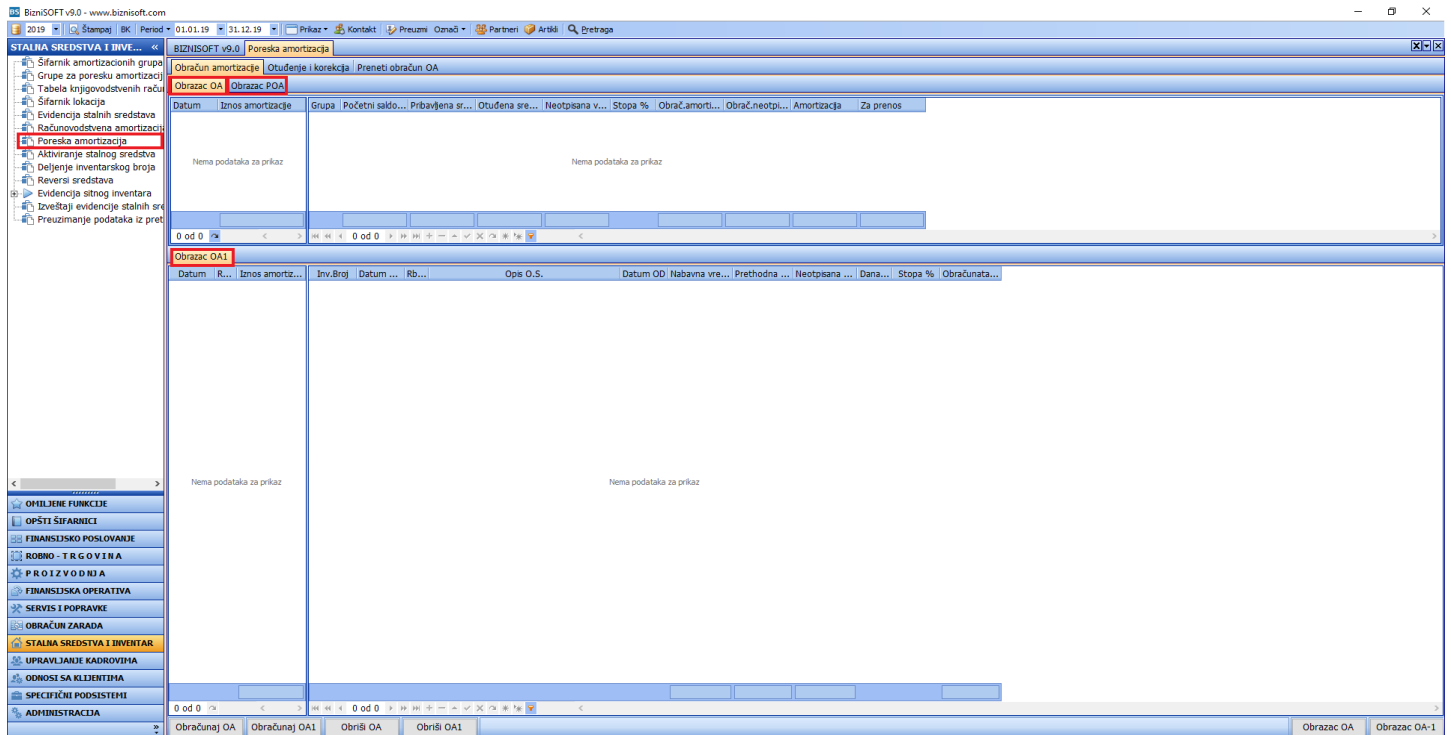 BizniSOFT v9.0 - www.biznisoft.com
2019 Štampaj BK Period 01.01.19 31.12.19 Prikaz Kontakt Preuzmi Označi Partneri Artikli Pretraga
STALNA SREDSTVA I INVE... «
BIZNISOFT v9.0 Poreska amortizacija
Šifarnik amortizacionih grupa
Grupe za poresku amortizacij
Tabela knjigovodstvenih raču
Šifarnik lokacija
Evidencija stalnih sredstava
Računovodstvena amortizacij
Poreska amortizacija
Aktiviranje stalnog sredstva
Deljenje inventarskog broja
Reversi sredstava
Evidencija sitnog inventara
Izveštaji evidencije stalnih sre
Preuzimanje podataka iz pret
Obračun amortizacije Otuđenje i korekcija Preneti obračun OA
Obrazac OA Obrazac POA
Datum Iznos amortizacije Grupa Početni saldo... Pribavljena sr... Otuđena sre... Neotpisana v... Stopa % Obrač.amorti... Obrač.neotpi... Amortizacija Za prenos
Nema podataka za prikaz Nema podataka za prikaz
0 od 0 0 od 0
Obrazac OA1
Datum R... Iznos amortiz... Inv.Broj Datum ... Rb... Opis O.S. Datum OD Nabavna vre... Prethodna ... Neotpisana ... Dana... Stopa % Obračunata...
Nema podataka za prikaz Nema podataka za prikaz
0 od 0 0 od 0
OMILJENE FUNKCIJE
OPŠTI ŠIFARNICI
FINANSIJSKO POSLOVANJE
ROBNO - T R G O V I N A
P R O I Z V O D NJ A
FINANSIJSKA OPERATIVA
SERVIS I POPRAVKE
OBRAČUN ZARADA
STALNA SREDSTVA I INVENTAR
UPRAVLJANJE KADROVIMA
ODNOSI SA KLIJENTIMA
SPECIFIČNI PODSISTEMI
ADMINISTRACIJA
Obračunaj OA Obračunaj OA1 Obriši OA Obriši OA1 Obrazac OA Obrazac OA-1